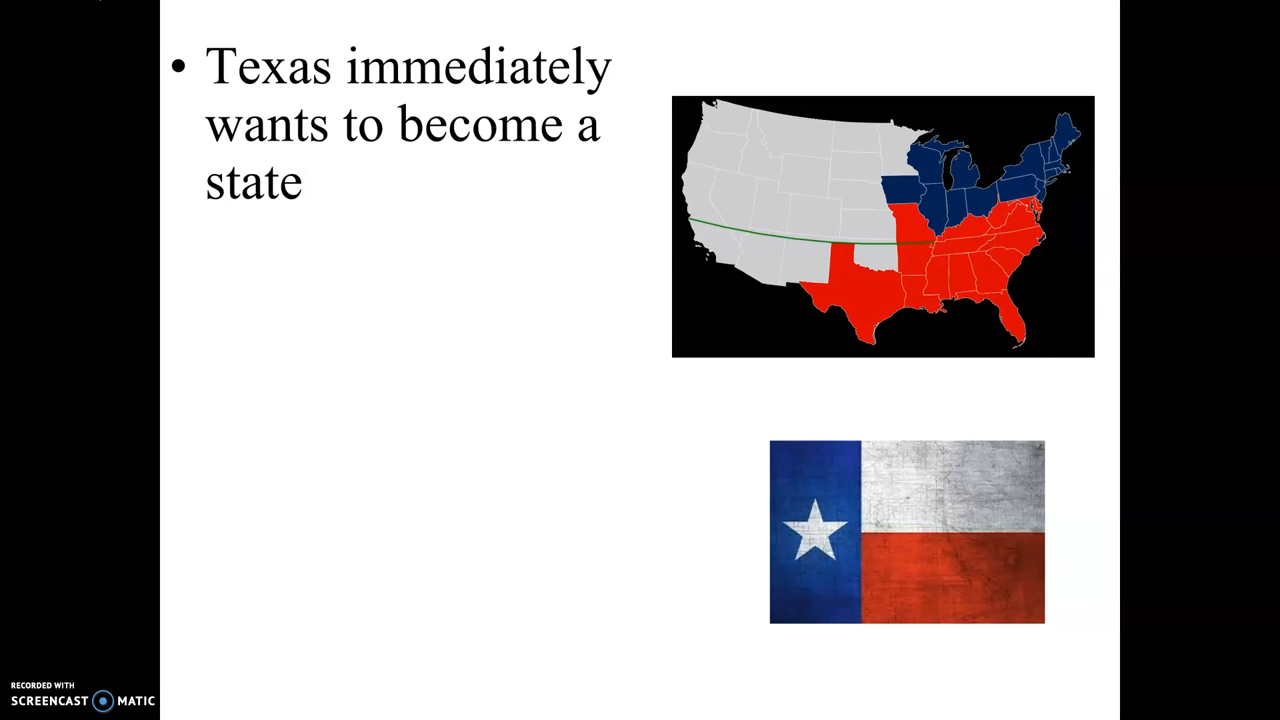 • Texas immediately
wants to become a
state
RECORDED WITH
SCREENCAST MATIC